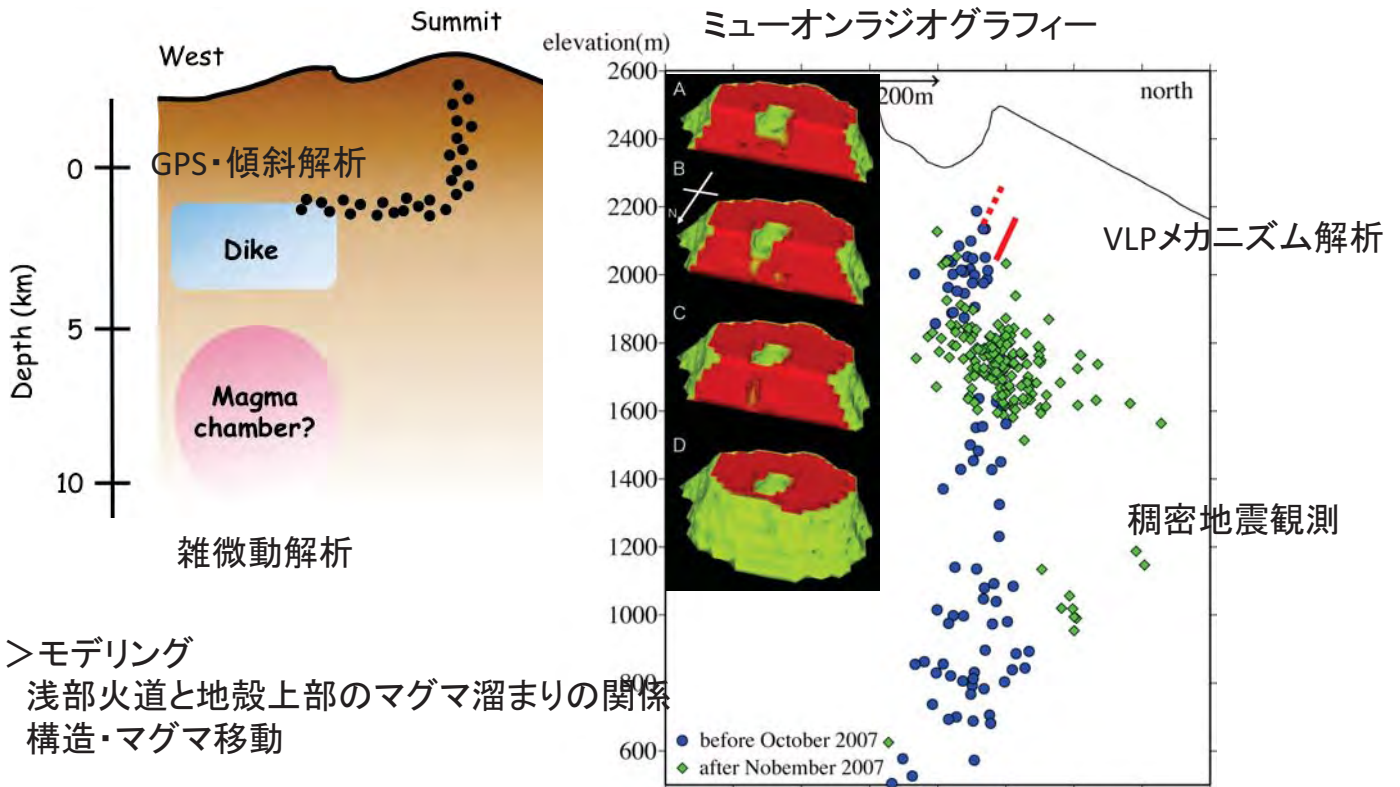 Summit
West
Depth (km)
0
5
10
GPS・傾斜解析
Dike
Magma
chamber?
雑微動解析
＞モデリング
浅部火道と地殻上部のマグマ溜まりの関係
構造・マグマ移動
ミューオンラジオグラフィー
elevation(m)
2600
2400
2200
2000
1800
1600
1400
1200
1000
800
600
A
B
N
C
D
200m
north
VLPメカニズム解析
稠密地震観測
before October 2007
after Nobember 2007